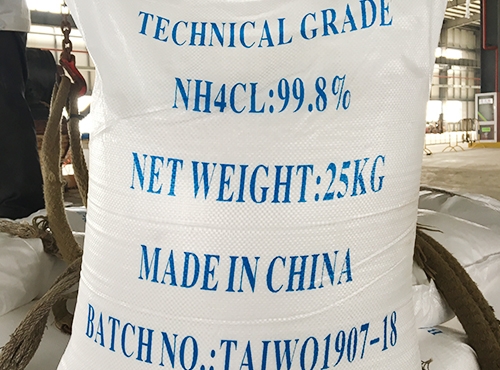 TECHNICAL GRADE
NH4CL:99.8%
NET WEIGHT:25KG
MADE IN CHINA
BATCH NO.:TAIWO1907-18